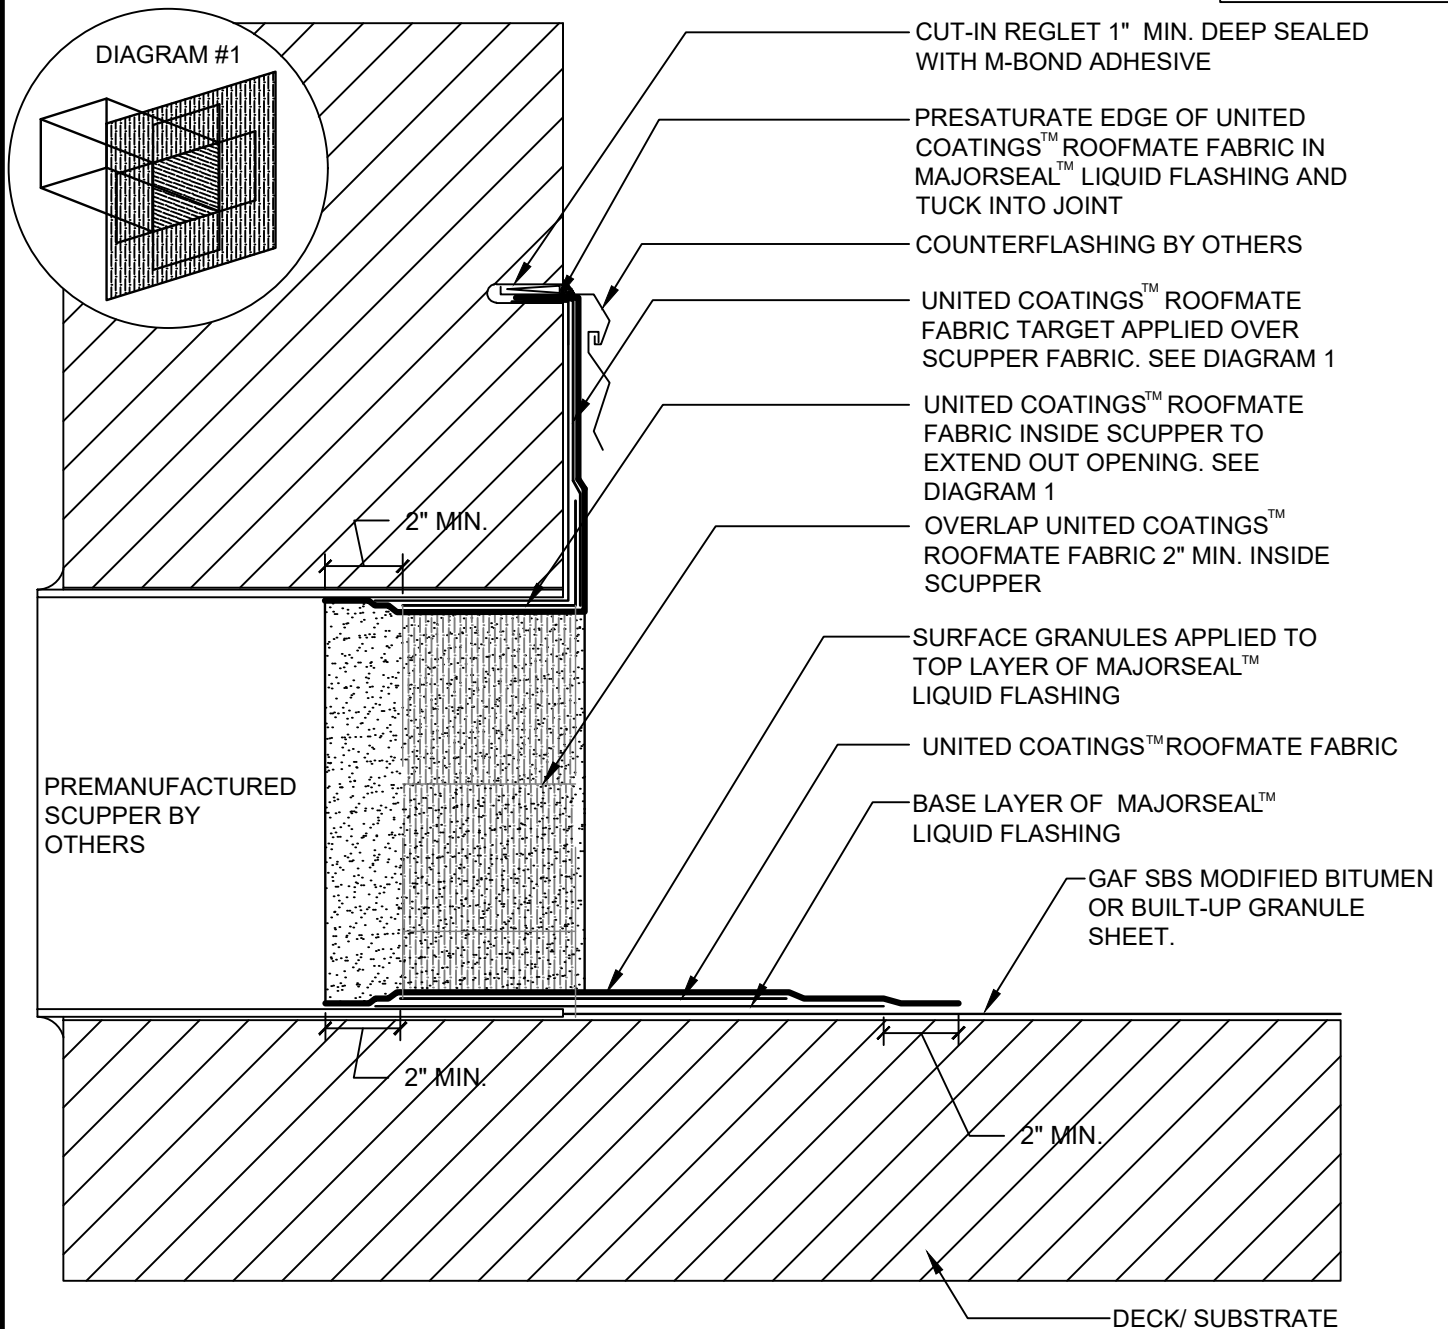 DIAGRAM #1
CUT-IN REGLET 1" MIN. DEEP SEALED
WITH M-BOND ADHESIVE
PRESATURATE EDGE OF UNITED
COATINGS™ ROOFMATE FABRIC IN
MAJORSEAL™ LIQUID FLASHING AND
TUCK INTO JOINT
COUNTERFLASHING BY OTHERS
UNITED COATINGS™ ROOFMATE
FABRIC TARGET APPLIED OVER
SCUPPER FABRIC. SEE DIAGRAM 1
UNITED COATINGS™ ROOFMATE
FABRIC INSIDE SCUPPER TO
EXTEND OUT OPENING. SEE
DIAGRAM 1
2" MIN.
OVERLAP UNITED COATINGS™
ROOFMATE FABRIC 2" MIN. INSIDE
SCUPPER
SURFACE GRANULES APPLIED TO
TOP LAYER OF MAJORSEAL™
LIQUID FLASHING
UNITED COATINGS™ ROOFMATE FABRIC
PREMANUFACTURED
SCUPPER BY
OTHERS
BASE LAYER OF MAJORSEAL™
LIQUID FLASHING
GAF SBS MODIFIED BITUMEN
OR BUILT-UP GRANULE
SHEET.
2" MIN.
2" MIN.
DECK/ SUBSTRATE